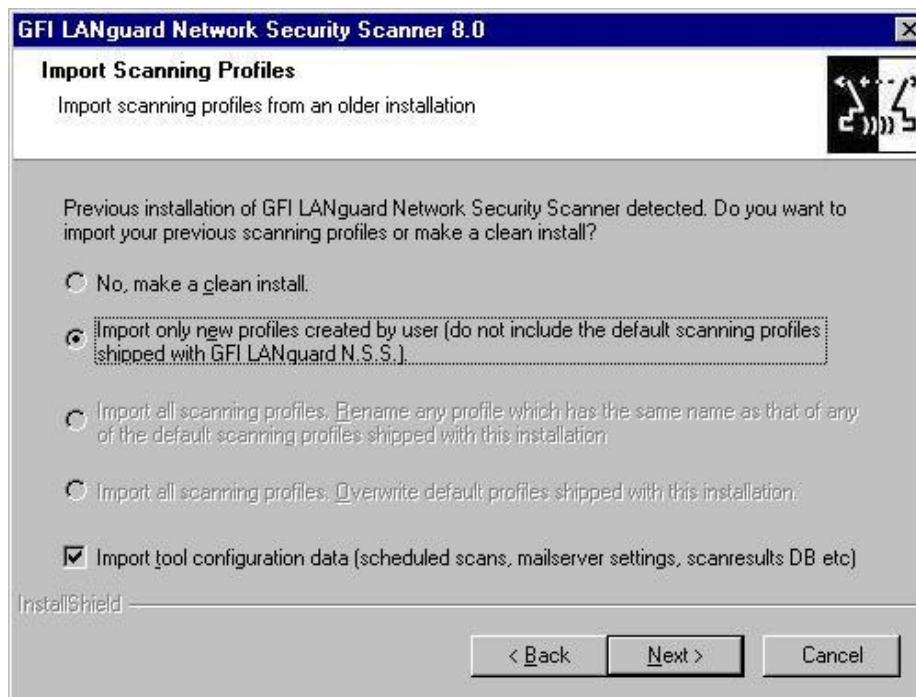 GFI LANguard Network Security Scanner 8.0
Import Scanning Profiles
Import scanning profiles from an older installation
Previous installation of GFI LANguard Network Security Scanner detected. Do you want to
import your previous scanning profiles or make a clean install?
No, make a clean install.
Import only new profiles created by user (do not include the default scanning profiles
shipped with GFI LANguard N.S.S.)
Import all scanning profiles. Rename any profile which has the same name as that of any
of the default scanning profiles shipped with this installation
Import all scanning profiles. Overwrite default profiles shipped with this installation.
Import tool configuration data (scheduled scans, mailserver settings, scanresults DB etc)
InstallShield
< Back
Next >
Cancel